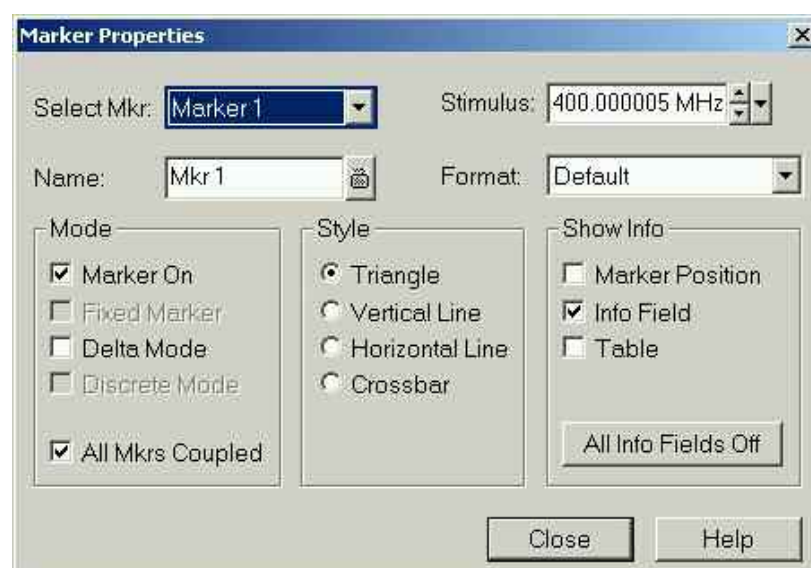 Marker Properties
Select Mkr: Marker 1
Stimulus: 400.000005 MHz
Name: Mkr 1
Format: Default
Mode
Marker On
Fixed Marker
Delta Mode
Discrete Mode
All Mkrs Coupled
Style
Triangle
Vertical Line
Horizontal Line
Crossbar
Show Info
Marker Position
Info Field
Table
All Info Fields Off
Close
Help